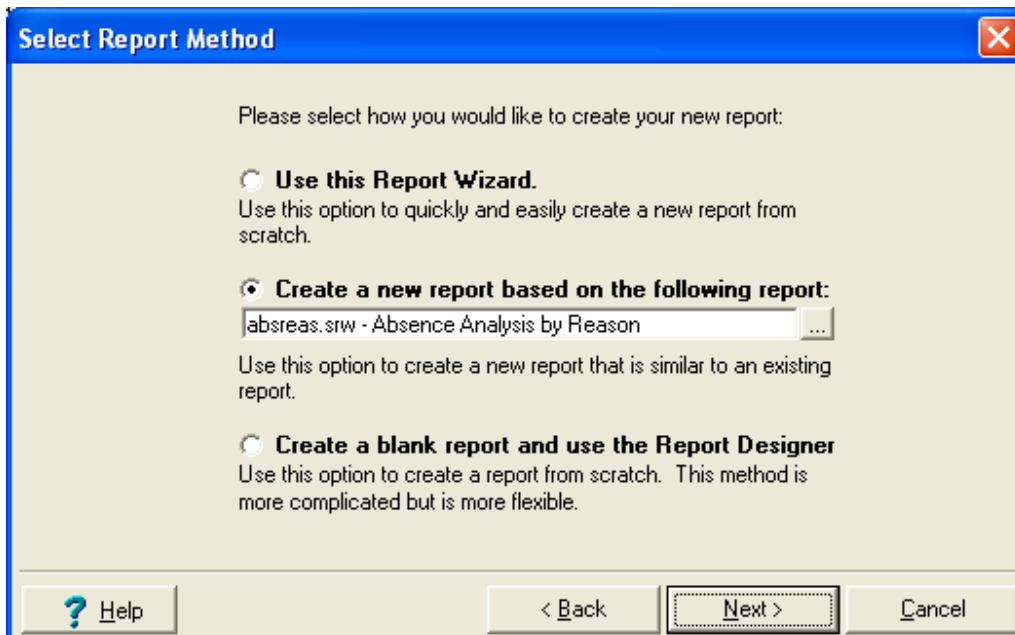 Select Report Method
Please select how you would like to create your new report:
Use this Report Wizard.
Use this option to quickly and easily create a new report from
scratch.
Create a new report based on the following report:
absreas.srw - Absence Analysis by Reason
...
Use this option to create a new report that is similar to an existing
report.
Create a blank report and use the Report Designer
Use this option to create a report from scratch.  This method is
more complicated but is more flexible.
? Help
< Back
Next >
Cancel